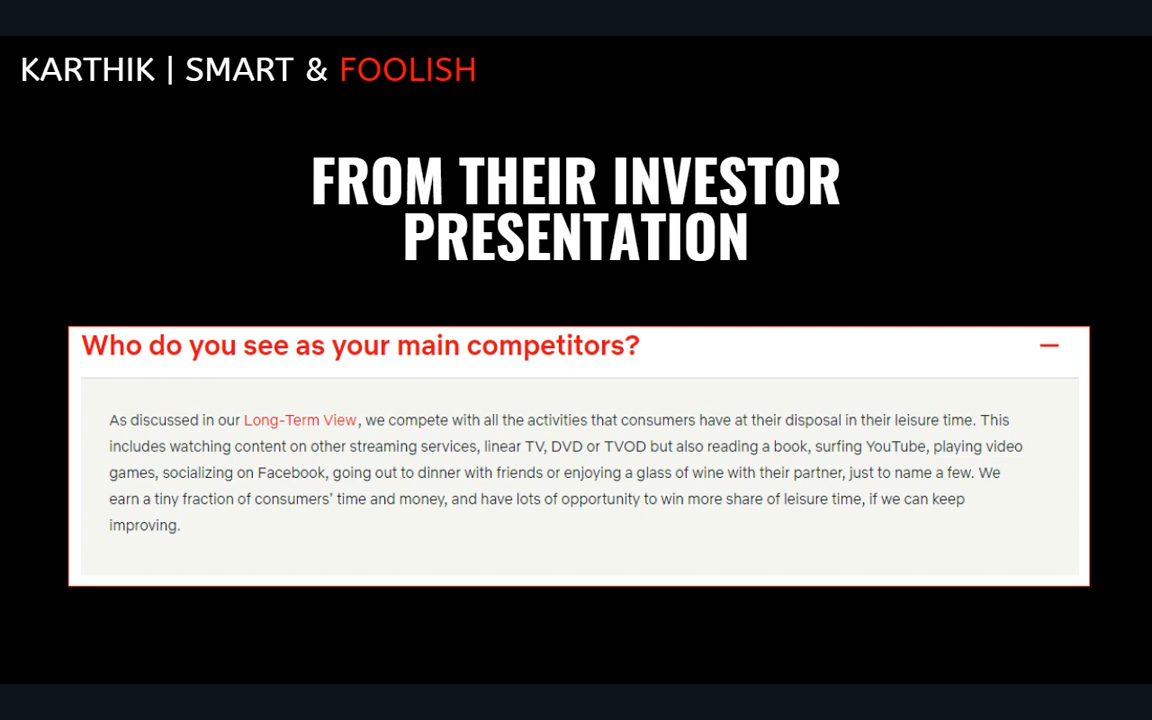 KARTHIK | SMART & FOOLISH
FROM THEIR INVESTOR
PRESENTATION
Who do you see as your main competitors?
As discussed in our Long-Term View, we compete with all the activities that consumers have at their disposal in their leisure time. This
includes watching content on other streaming services, linear TV, DVD or TVOD but also reading a book, surfing YouTube, playing video
games, socializing on Facebook, going out to dinner with friends or enjoying a glass of wine with their partner, just to name a few. We
earn a tiny fraction of consumers' time and money, and have lots of opportunity to win more share of leisure time, if we can keep
improving.